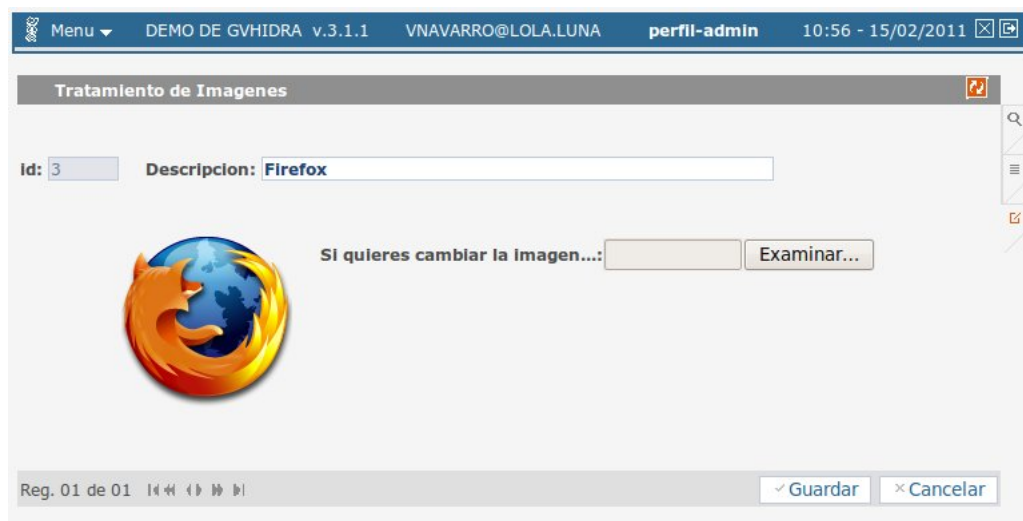 Menu DEMO DE GVHIDRA v.3.1.1 VNAVARRO@LOLA.LUNA perfil-admin 10:56 - 15/02/2011
Tratamiento de Imagenes
id: 3 Descripcion: Firefox
Si quieres cambiar la imagen...: Examinar...
Reg. 01 de 01 Guardar Cancelar